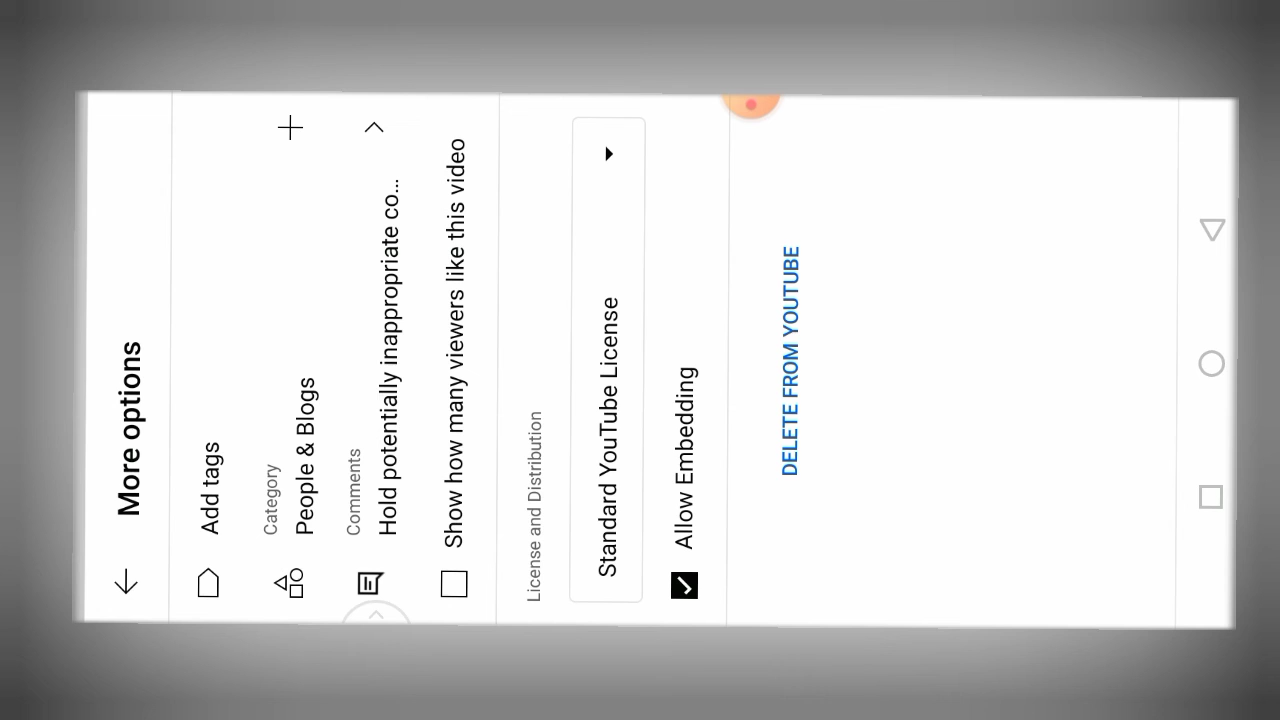 More options
Add tags
Category
People & Blogs
Comments
Hold potentially inappropriate co...
Show how many viewers like this video
License and Distribution
Standard YouTube License
Allow Embedding
DELETE FROM YOUTUBE